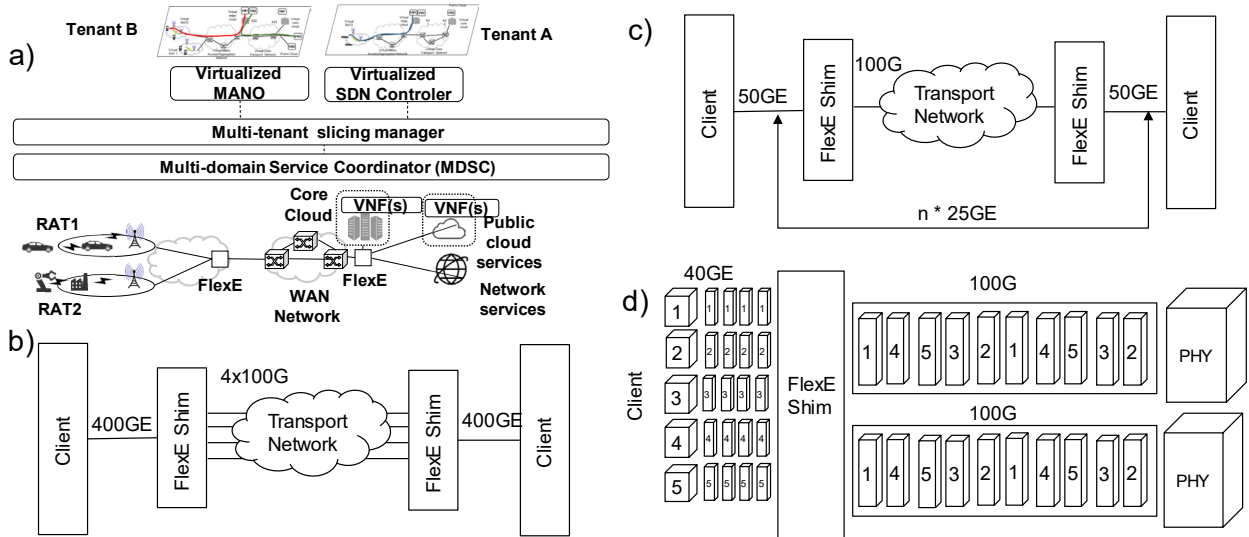 Tenant B
Tenant A
a)
Virtualized
MANO
Virtualized
SDN Controler
Multi-tenant slicing manager
Multi-domain Service Coordinator (MDSC)
Core
Cloud
VNF(s)
VNF(s)
Public
cloud
services
RAT1
FlexE
FlexE
WAN
Network
RAT2
Network
services
b)
Client
400GE
FlexE Shim
4x100G
Transport
Network
FlexE Shim
400GE
Client
c)
Client
50GE
FlexE Shim
100G
Transport
Network
FlexE Shim
50GE
Client
n * 25GE
d)
40GE
Client
1 1 1 1 1
2 2 2 2 2
3 3 3 3 3
4 4 4 4 4
5 5 5 5 5
FlexE
Shim
100G
1 4 5 3 2 1 4 5 3 2
PHY
100G
1 4 5 3 2 1 4 5 3 2
PHY